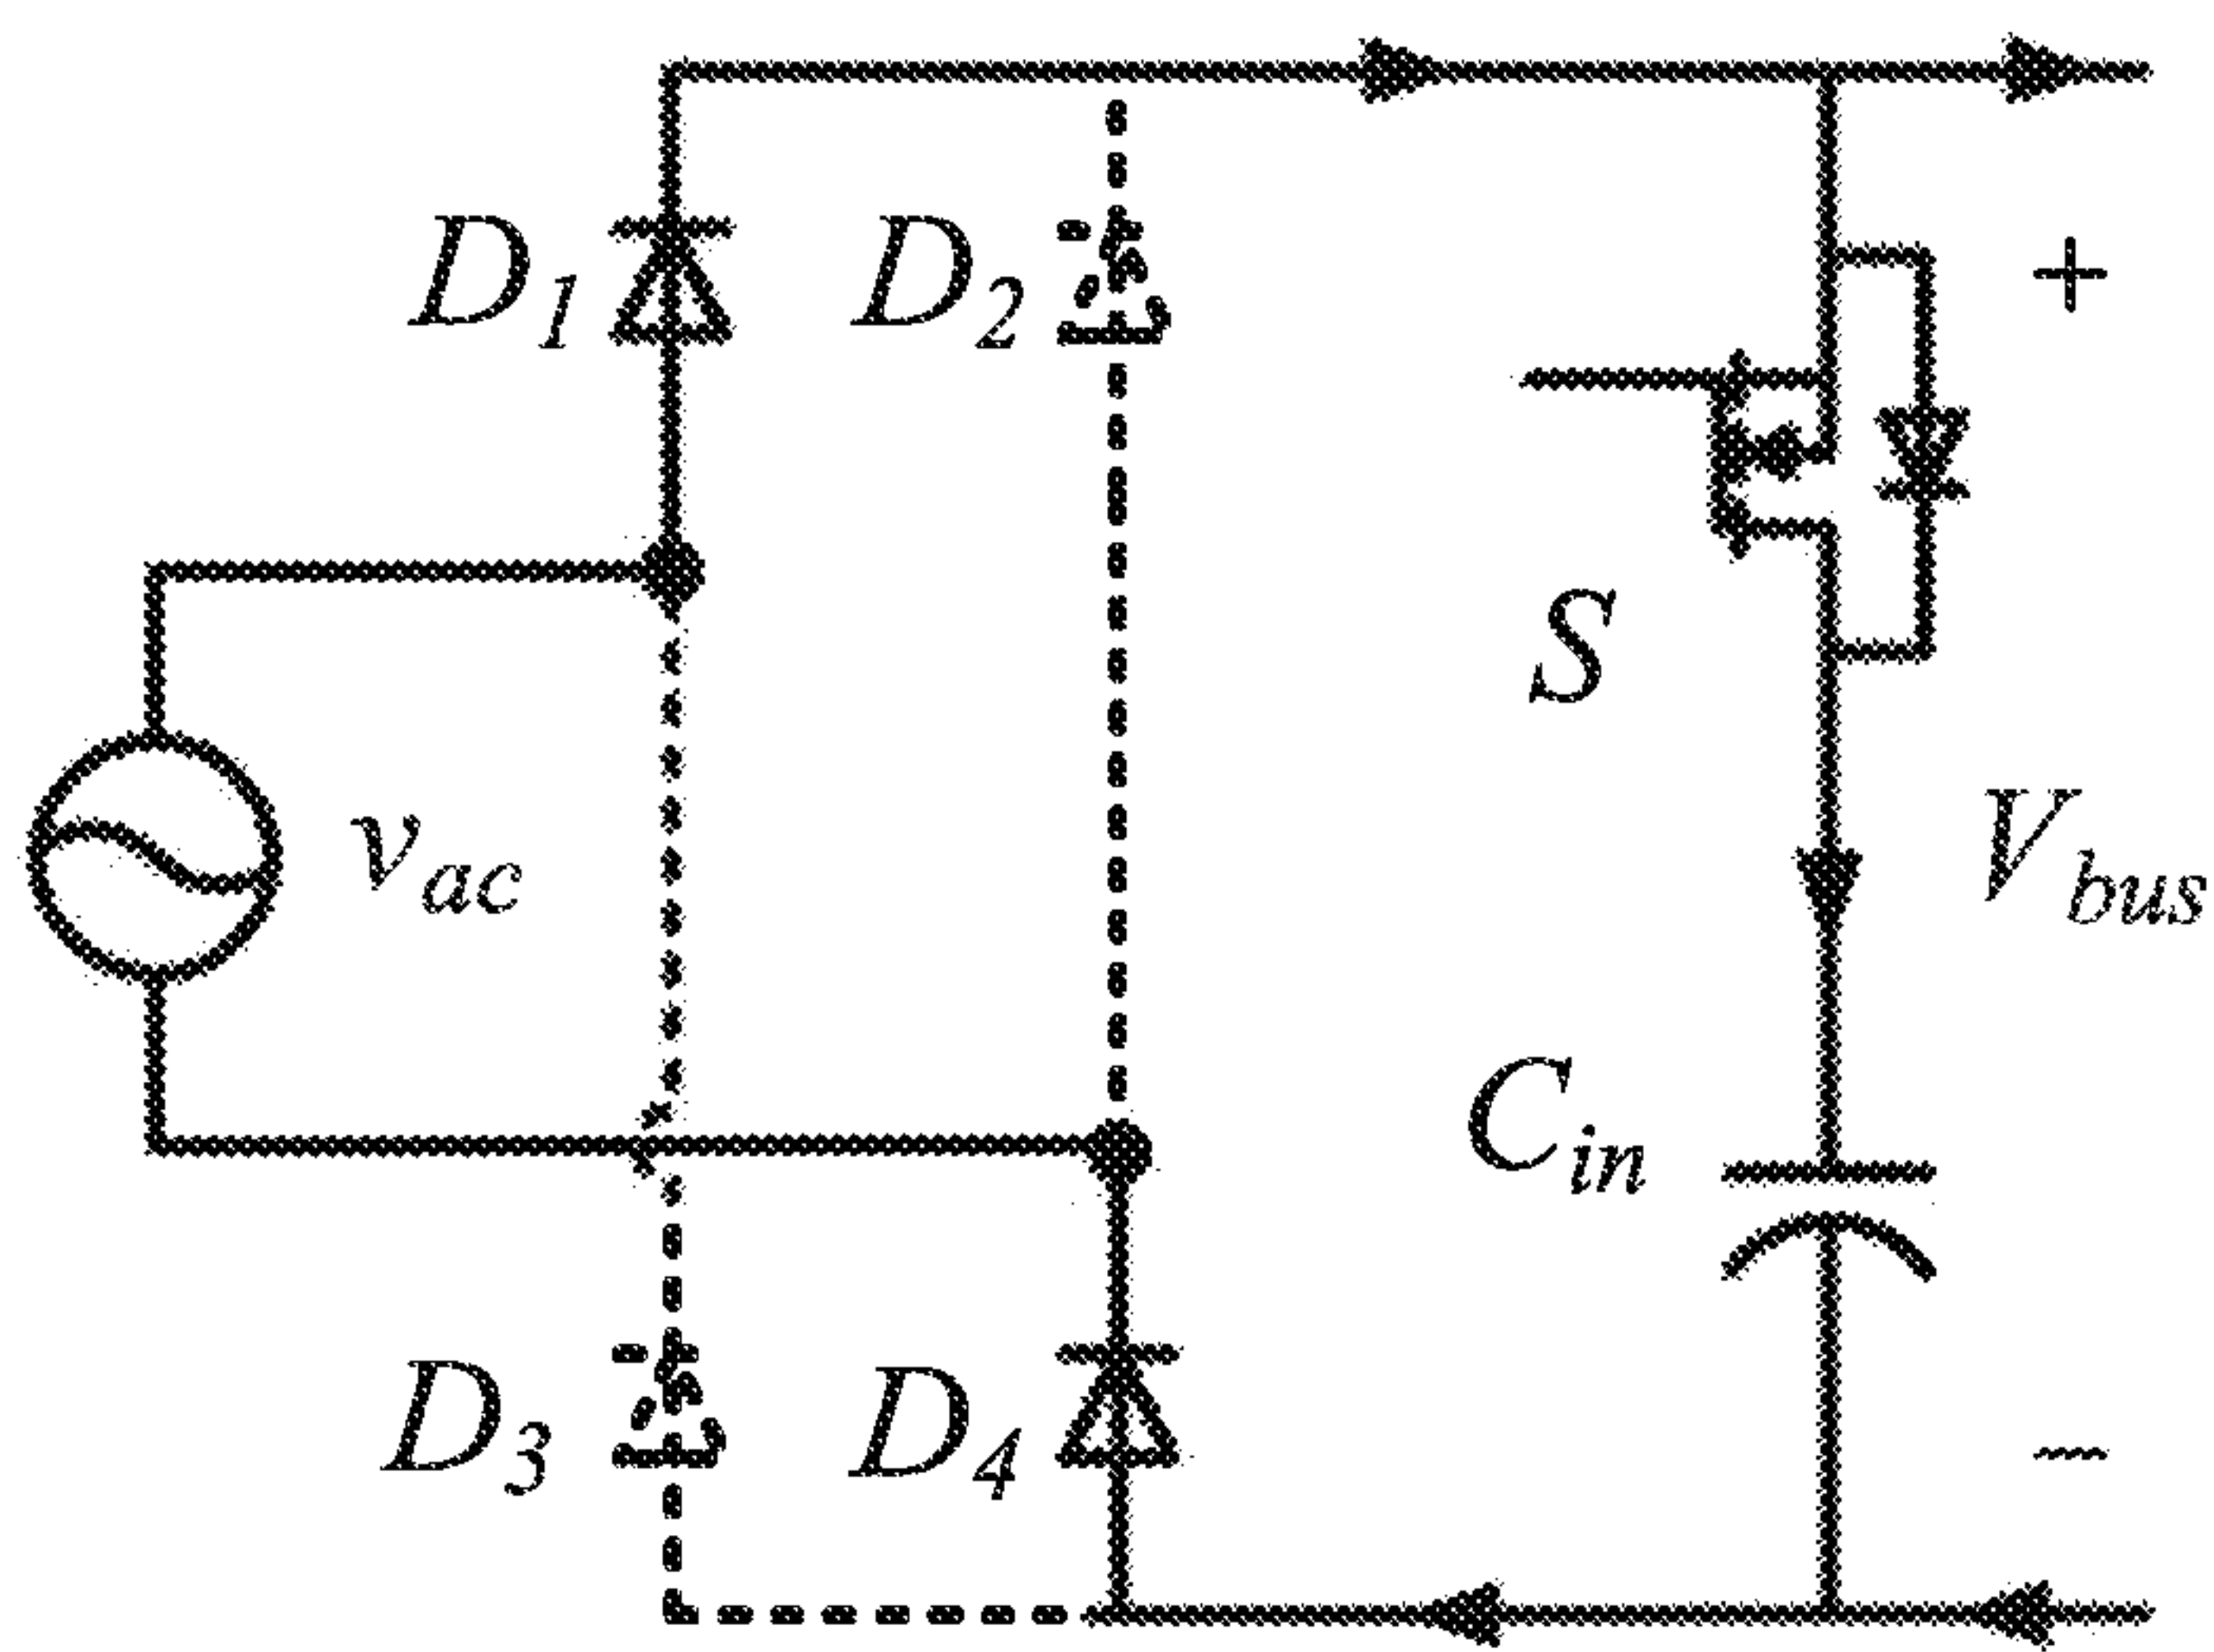 D1 D2 +
S
vac Vbus
Cin
D3 D4 −